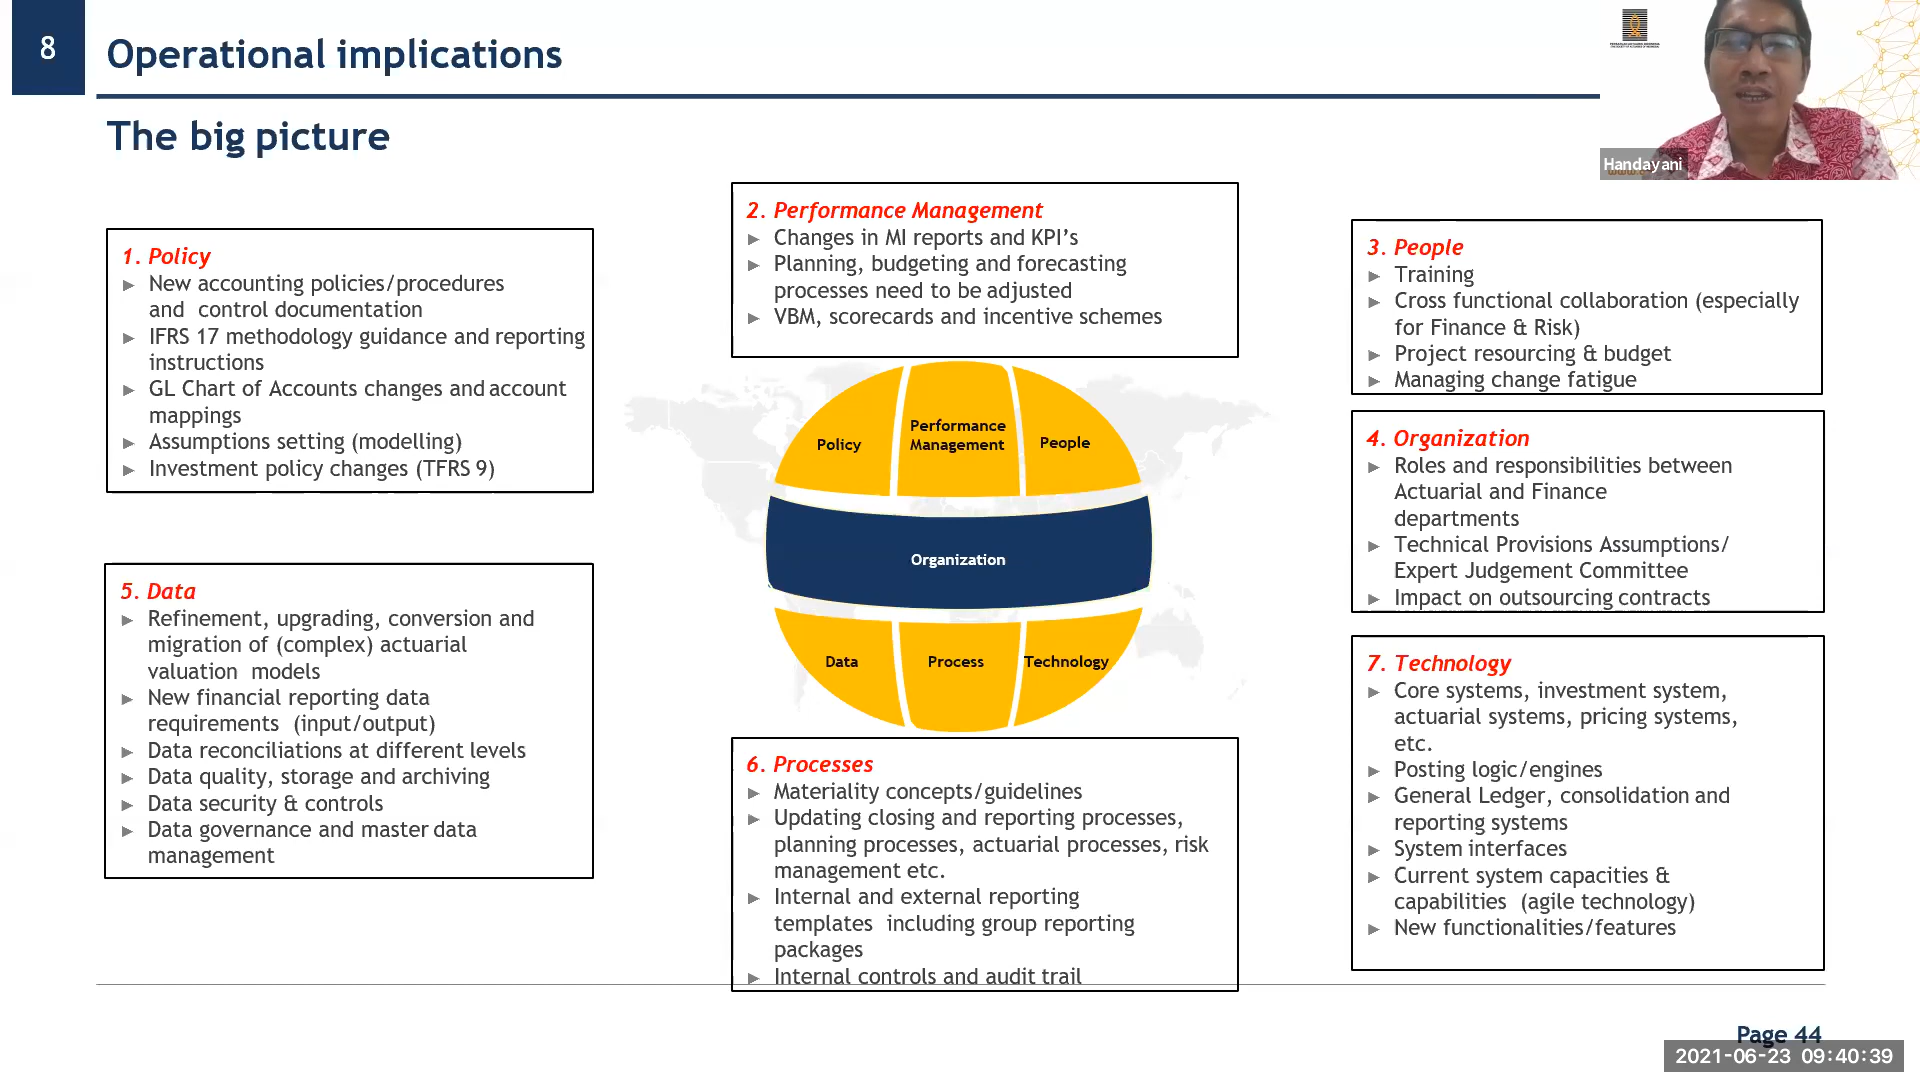 8
Operational implications
The big picture
Handayani
1. Policy
► New accounting policies/procedures
and control documentation
► IFRS 17 methodology guidance and reporting
instructions
► GL Chart of Accounts changes and account
mappings
► Assumptions setting (modelling)
► Investment policy changes (TFRS 9)
2. Performance Management
► Changes in MI reports and KPI’s
► Planning, budgeting and forecasting
processes need to be adjusted
► VBM, scorecards and incentive schemes
3. People
► Training
► Cross functional collaboration (especially
for Finance & Risk)
► Project resourcing & budget
► Managing change fatigue
4. Organization
► Roles and responsibilities between
Actuarial and Finance
departments
► Technical Provisions Assumptions/
Expert Judgement Committee
► Impact on outsourcing contracts
Policy
Performance
Management
People
Organization
Data
Process
Technology
5. Data
► Refinement, upgrading, conversion and
migration of (complex) actuarial
valuation models
► New financial reporting data
requirements (input/output)
► Data reconciliations at different levels
► Data quality, storage and archiving
► Data security & controls
► Data governance and master data
management
6. Processes
► Materiality concepts/guidelines
► Updating closing and reporting processes,
planning processes, actuarial processes, risk
management etc.
► Internal and external reporting
templates including group reporting
packages
► Internal controls and audit trail
7. Technology
► Core systems, investment system,
actuarial systems, pricing systems,
etc.
► Posting logic/engines
► General Ledger, consolidation and
reporting systems
► System interfaces
► Current system capacities &
capabilities (agile technology)
► New functionalities/features
Page 44
2021-06-23 09:40:39